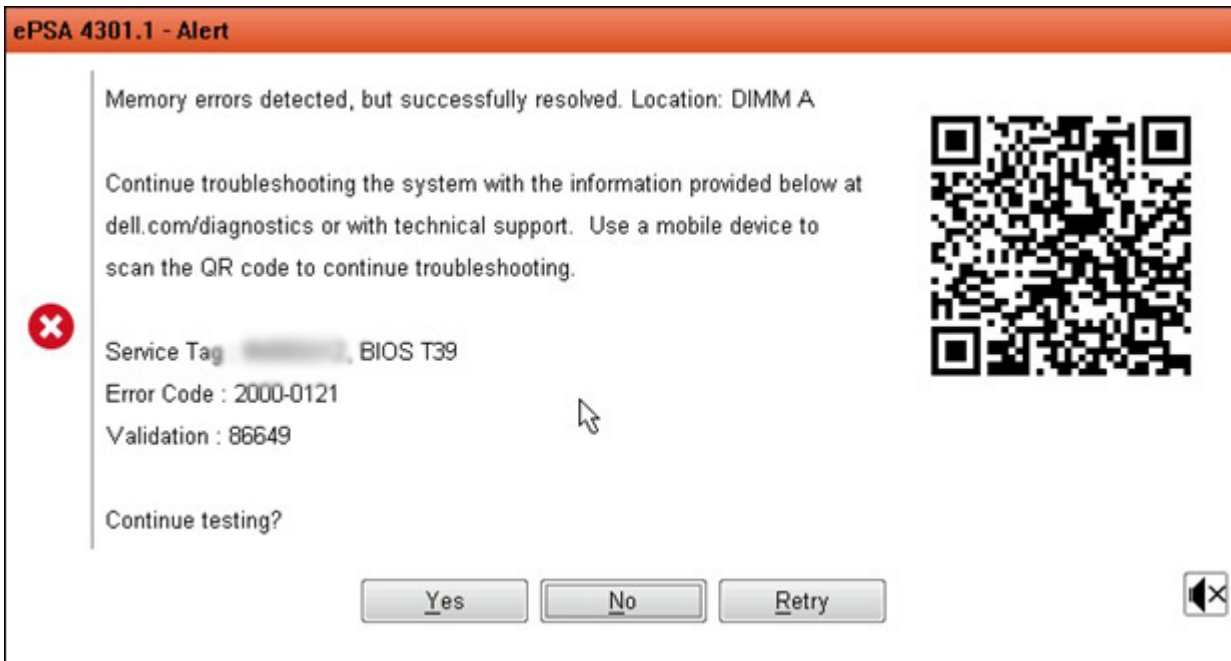 ePSA 4301.1 - Alert
Memory errors detected, but successfully resolved. Location: DIMM A
Continue troubleshooting the system with the information provided below at
dell.com/diagnostics or with technical support.  Use a mobile device to
scan the QR code to continue troubleshooting.
Service Tag : , BIOS T39
Error Code : 2000-0121
Validation : 86649
Continue testing?
Yes
No
Retry